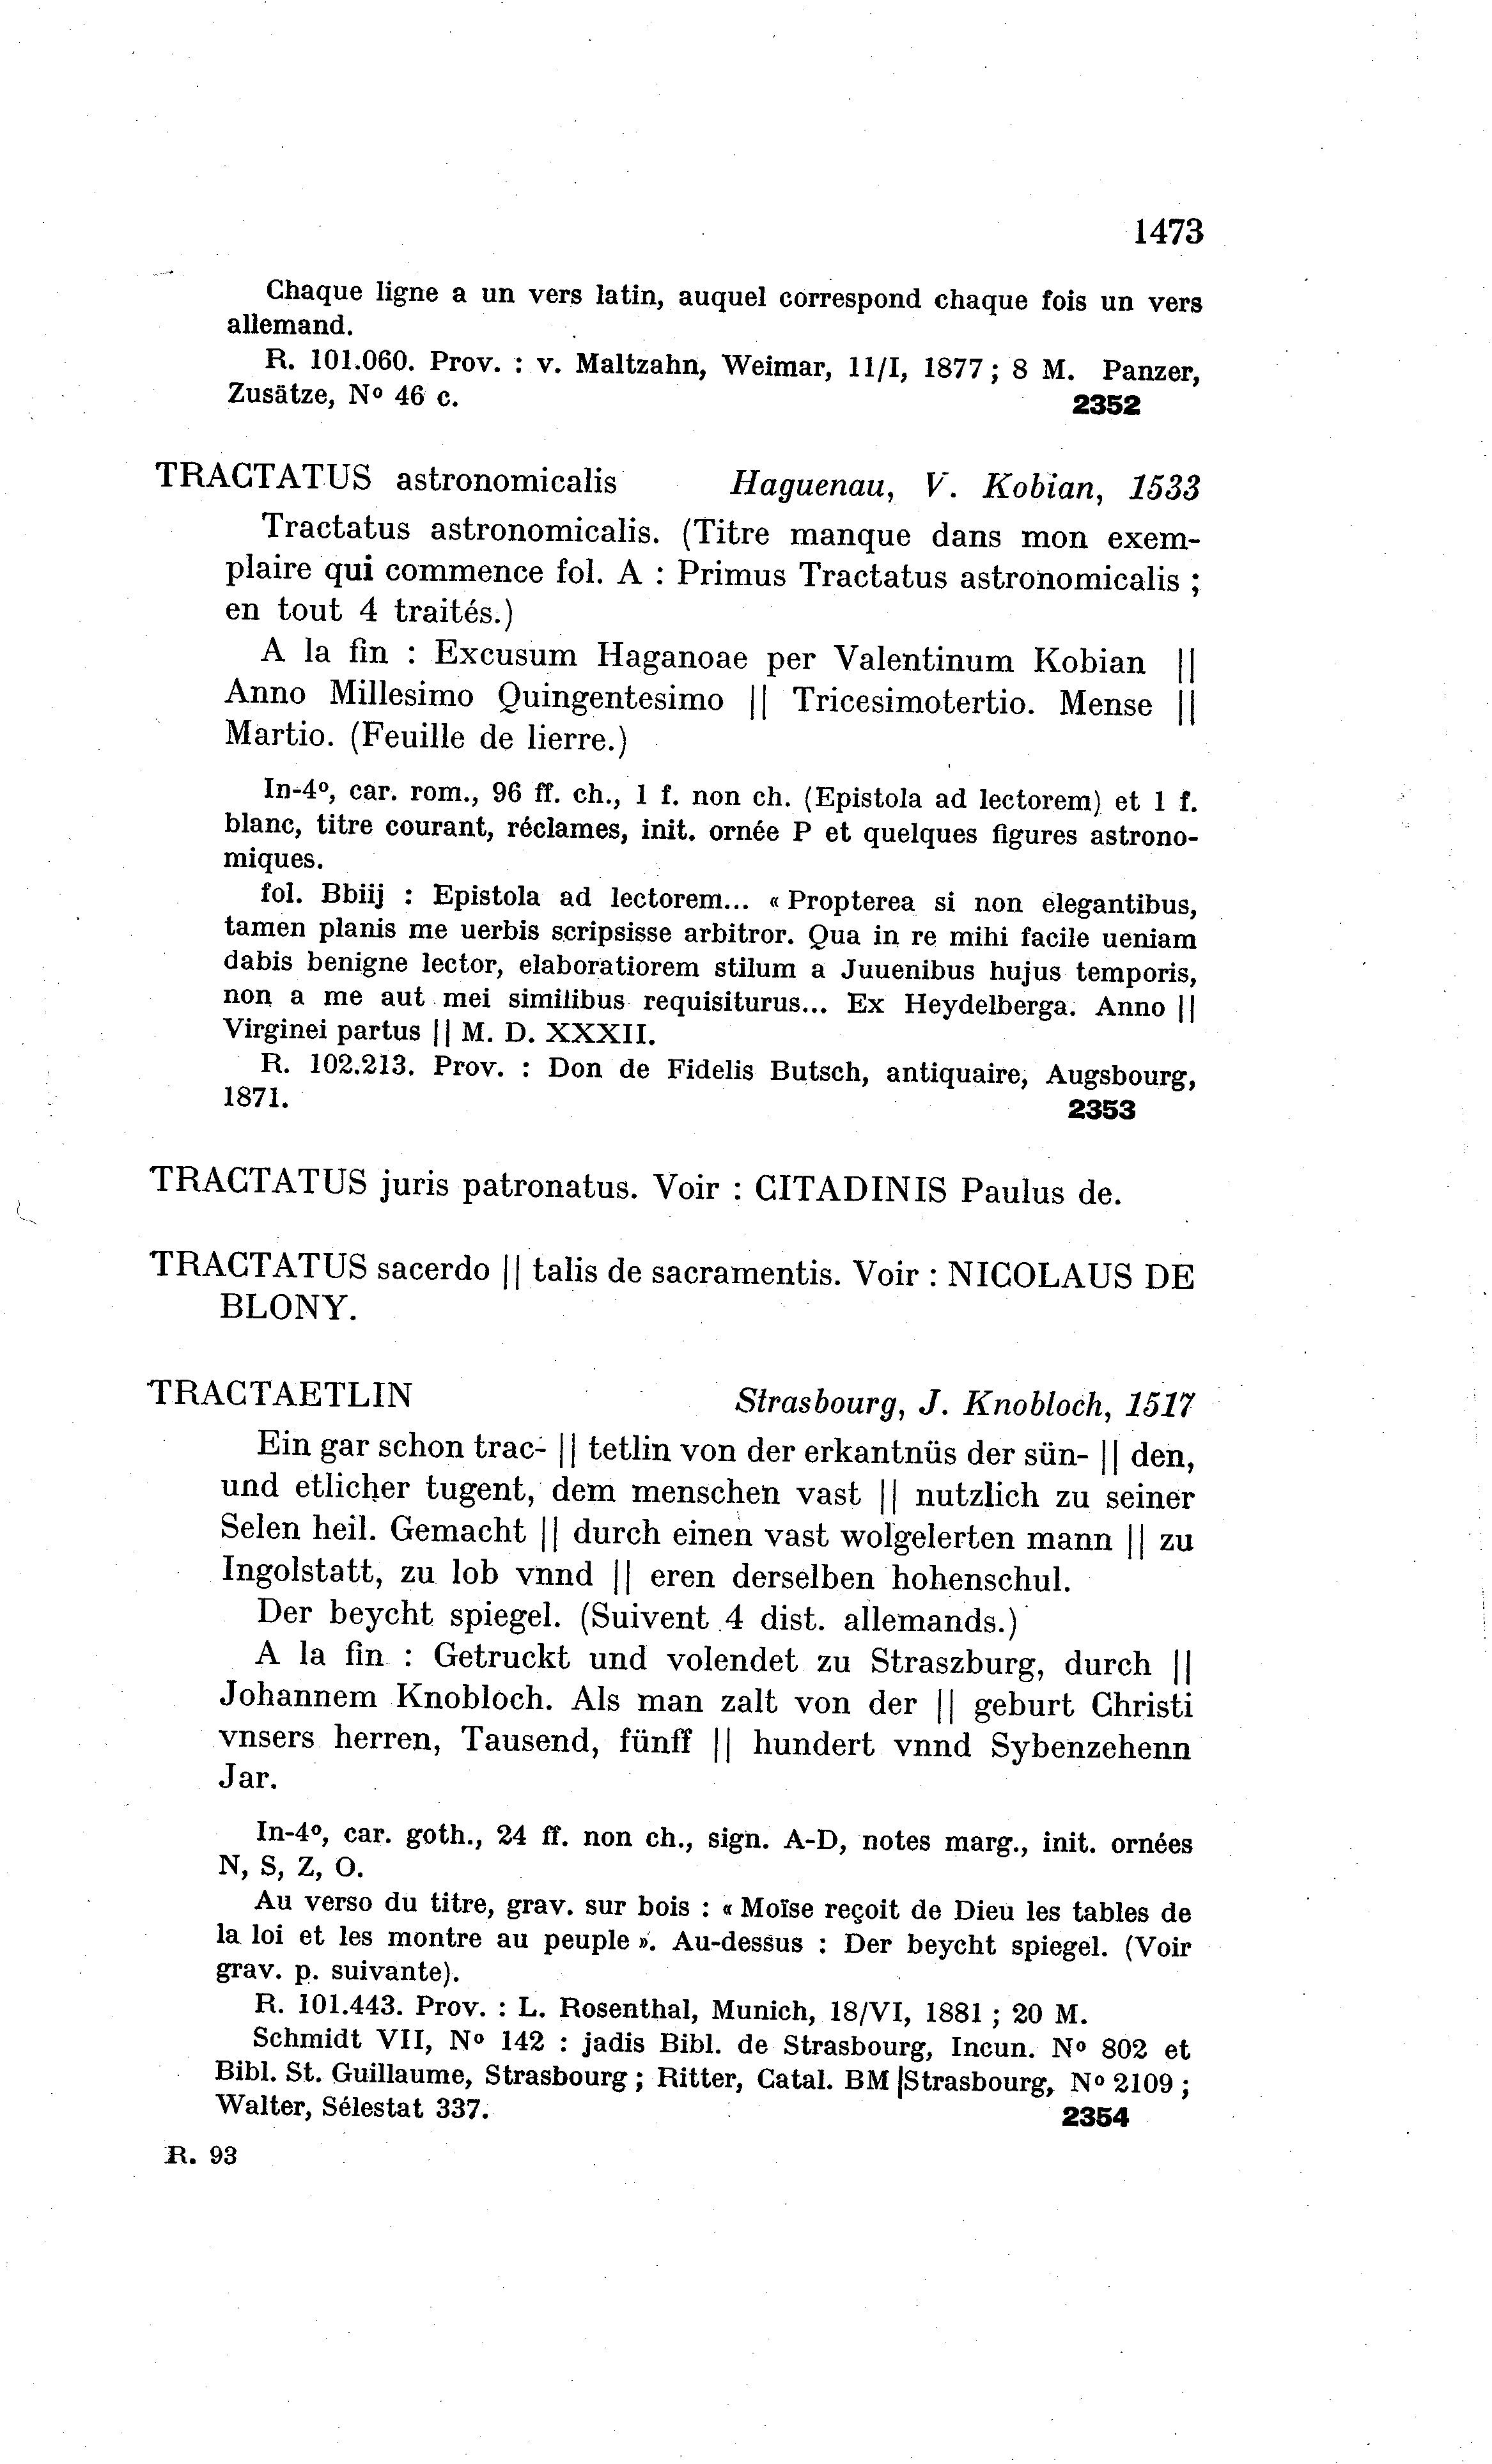 1473
Chaque ligne a un vers latin, auquel correspond chaque fois un vers
allemand.
R. 101.060. Prov. : v. Maltzahn, Weimar, 11/I, 1877 ; 8 M. Panzer,
Zusätze, Nº 46 c. 2352
TRACTATUS astronomicalis Haguenau, V. Kobian, 1533
Tractatus astronomicalis. (Titre manque dans mon exem-
plaire qui commence fol. A : Primus Tractatus astronomicalis ;
en tout 4 traités.)
A la fin : Excusum Haganoae per Valentinum Kobian ||
Anno Millesimo Quingentesimo || Tricesimotertio. Mense ||
Martio. (Feuille de lierre.)
In-4º, car. rom., 96 ff. ch., 1 f. non ch. (Epistola ad lectorem) et 1 f.
blanc, titre courant, réclames, init. ornée P et quelques figures astrono-
miques.
fol. Bbiij : Epistola ad lectorem... « Propterea si non elegantibus,
tamen planis me uerbis scripsisse arbitror. Qua in re mihi facile ueniam
dabis benigne lector, elaboratiorem stilum a Juuenibus hujus temporis,
non a me aut mei similibus requisiturus... Ex Heydelberga. Anno ||
Virginei partus || M. D. XXXII.
R. 102.213. Prov. : Don de Fidelis Butsch, antiquaire, Augsbourg,
1871. 2353
TRACTATUS juris patronatus. Voir : CITADINIS Paulus de.
TRACTATUS sacerdo || talis de sacramentis. Voir : NICOLAUS DE
BLONY.
TRACTAETLIN Strasbourg, J. Knobloch, 1517
Ein gar schon trac- || tetlin von der erkantnüs der sün- || den,
und etlicher tugent, dem menschen vast || nutzlich zu seiner
Selen heil. Gemacht || durch einen vast wolgelerten mann || zu
Ingolstatt, zu lob vnnd || eren derselben hohenschul.
Der beycht spiegel. (Suivent 4 dist. allemands.)
A la fin : Getruckt und volendet zu Straszburg, durch ||
Johannem Knobloch. Als man zalt von der || geburt Christi
vnsers herren, Tausend, fünff || hundert vnnd Sybenzehenn
Jar.
In-4º, car. goth., 24 ff. non ch., sign. A-D, notes marg., init. ornées
N, S, Z, O.
Au verso du titre, grav. sur bois : « Moïse reçoit de Dieu les tables de
la loi et les montre au peuple ». Au-dessus : Der beycht spiegel. (Voir
grav. p. suivante).
R. 101.443. Prov. : L. Rosenthal, Munich, 18/VI, 1881 ; 20 M.
Schmidt VII, Nº 142 : jadis Bibl. de Strasbourg, Incun. Nº 802 et
Bibl. St. Guillaume, Strasbourg ; Ritter, Catal. BM |Strasbourg, Nº 2109 ;
Walter, Sélestat 337. 2354
R. 93